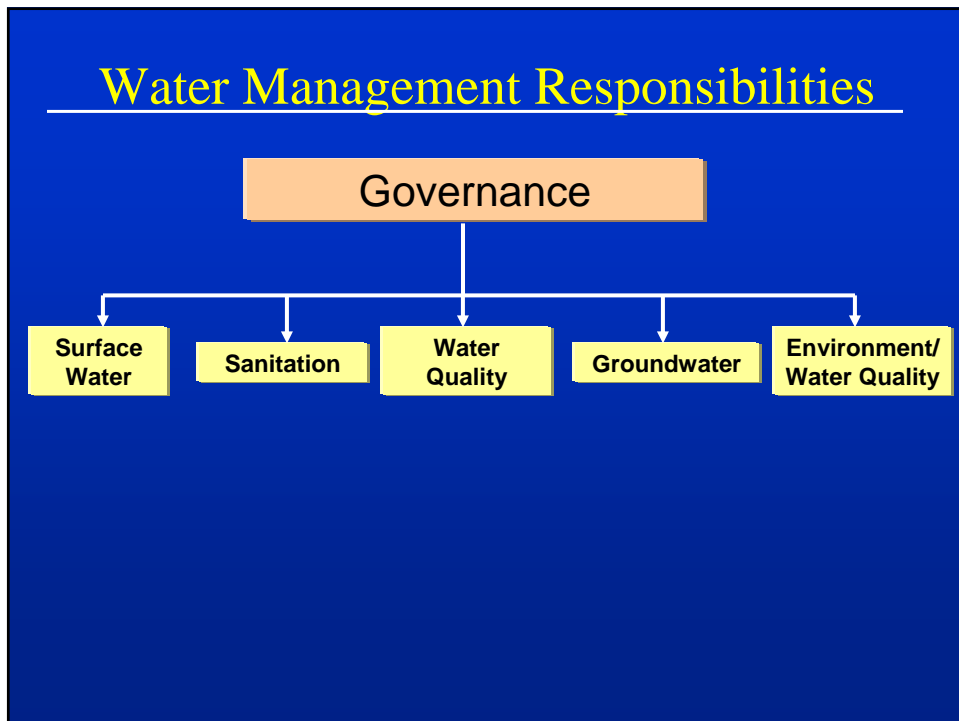 Water Management Responsibilities
Governance
Surface
Water
Sanitation
Water
Quality
Groundwater
Environment/
Water Quality